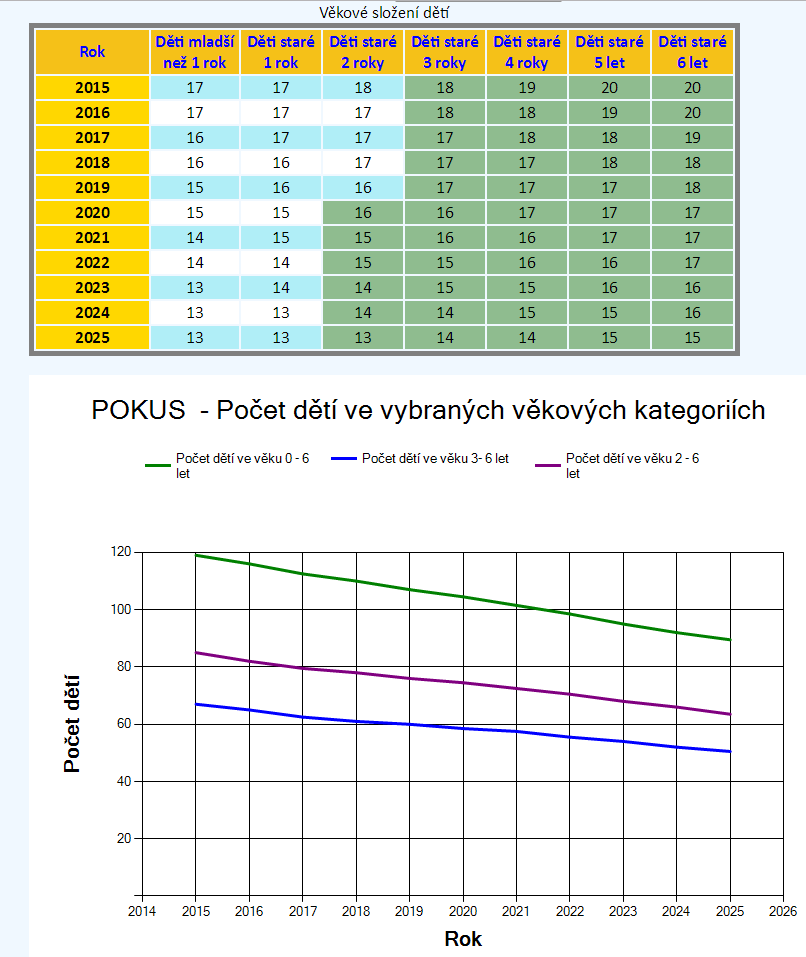 Věkové složení dětí
Rok Děti mladší než 1 rok Děti staré 1 rok Děti staré 2 roky Děti staré 3 roky Děti staré 4 roky Děti staré 5 let Děti staré 6 let
2015 17 17 18 18 19 20 20
2016 17 17 17 18 18 19 20
2017 16 17 17 17 18 18 19
2018 16 16 17 17 17 18 18
2019 15 16 16 17 17 17 18
2020 15 15 16 16 17 17 17
2021 14 15 15 16 16 17 17
2022 14 14 15 15 16 16 17
2023 13 14 14 15 15 16 16
2024 13 13 14 14 15 15 16
2025 13 13 13 14 14 15 15
POKUS - Počet dětí ve vybraných věkových kategoriích
Počet dětí ve věku 0 - 6 let
Počet dětí ve věku 3- 6 let
Počet dětí ve věku 2 - 6 let
120
100
80
60
40
20
Počet dětí
2014 2015 2016 2017 2018 2019 2020 2021 2022 2023 2024 2025 2026
Rok